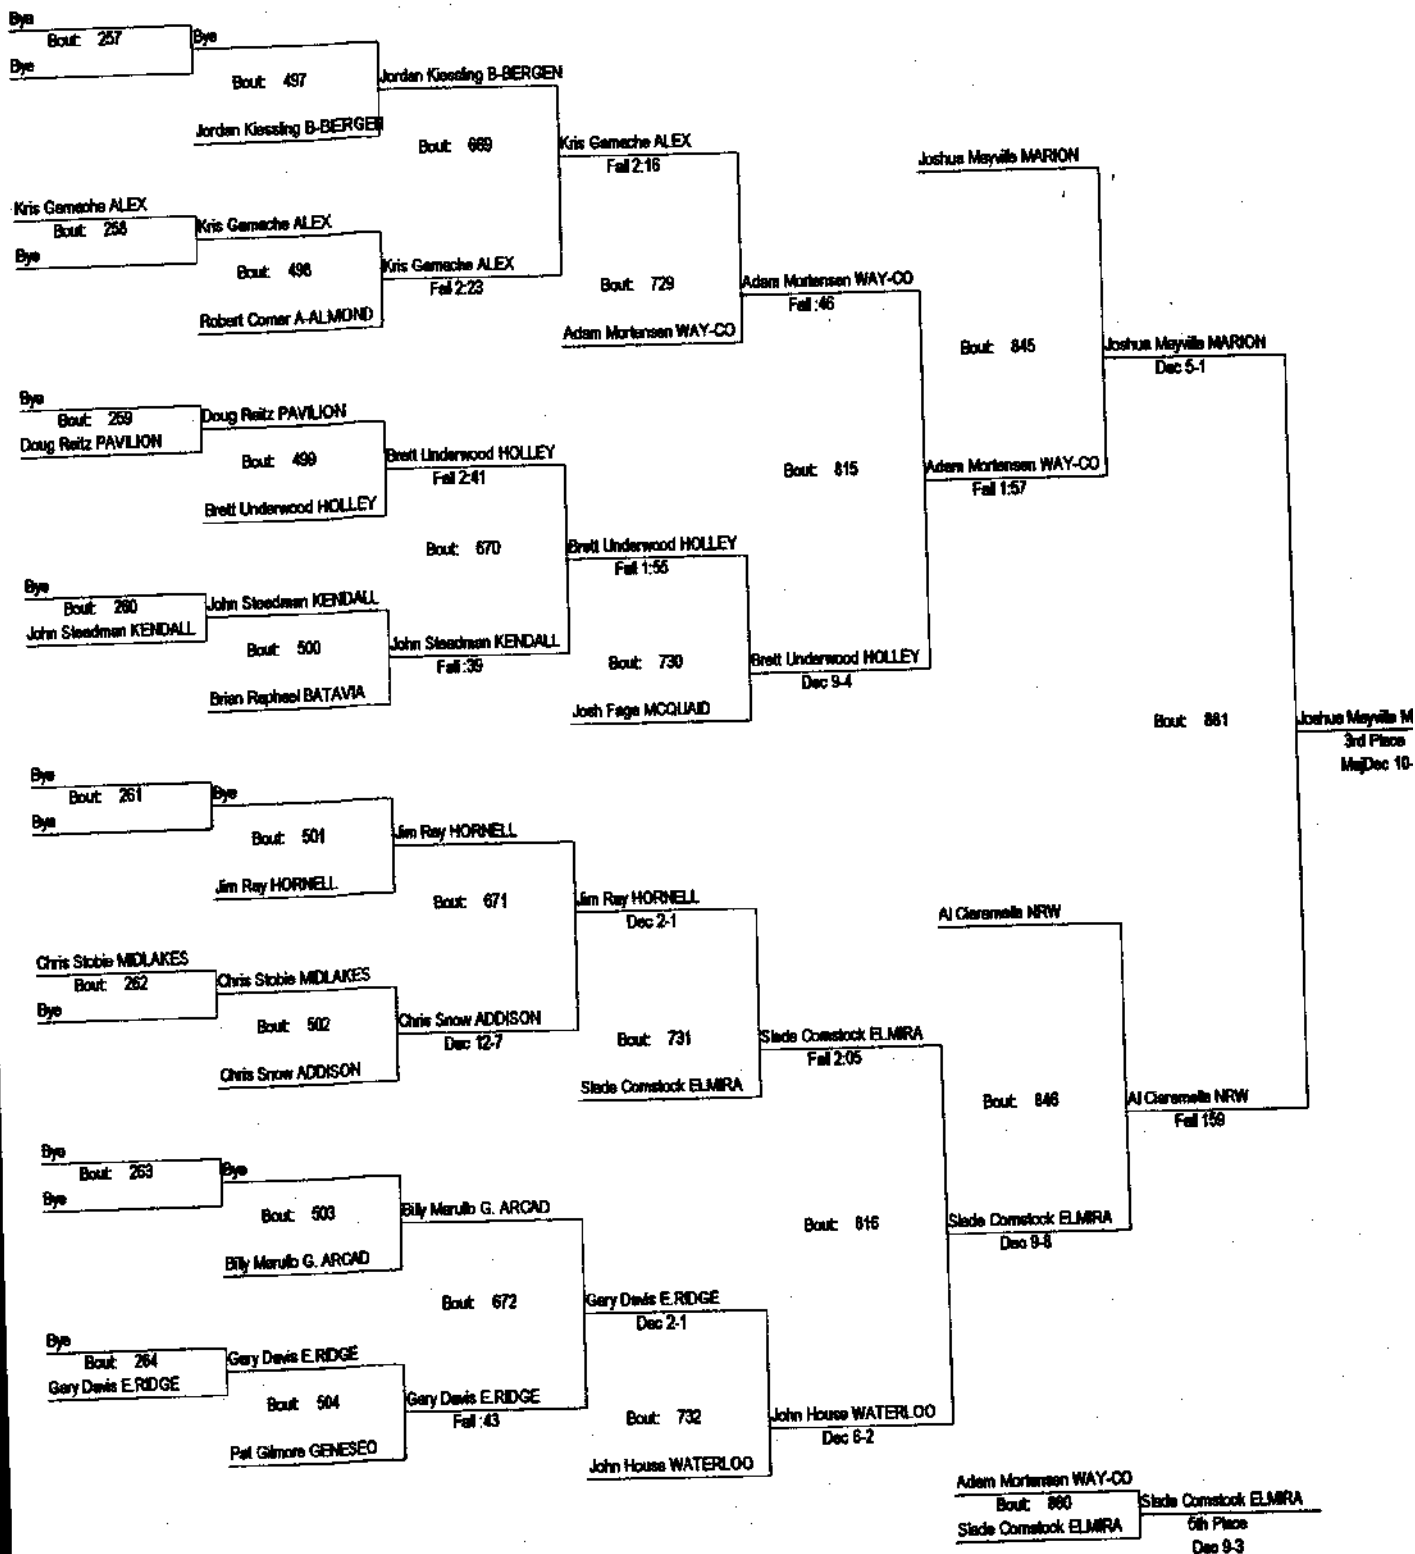 Bye
Bout: 257
Bye
Bye
Bout: 497
Jordan Kiessling B-BERGEN
Jordan Kiessling B-BERGEN
Bout: 669
Kris Gamache ALEX
Fall 2:16
Kris Gamache ALEX
Bout: 258
Bye
Kris Gamache ALEX
Bout: 498
Robert Comer A-ALMOND
Kris Gamache ALEX
Fall 2:23
Bout: 729
Adam Mortensen WAY-CO
Adam Mortensen WAY-CO
Fall :46
Joshua Mayville MARION
Bout: 845
Joshua Mayville MARION
Dec 5-1
Bye
Bout: 259
Doug Reitz PAVILION
Doug Reitz PAVILION
Bout: 499
Brett Underwood HOLLEY
Brett Underwood HOLLEY
Fall 2:41
Bout: 670
Brett Underwood HOLLEY
Fall 1:55
Bout: 815
Adam Mortensen WAY-CO
Fall 1:57
Bye
Bout: 260
John Steedman KENDALL
John Steedman KENDALL
Bout: 500
Brian Raphael BATAVIA
John Steedman KENDALL
Fall :39
Bout: 730
Josh Fage MCQUAID
Brett Underwood HOLLEY
Dec 9-4
Bout: 861
Joshua Mayville M
3rd Place
MajDec 10-
Bye
Bout: 261
Bye
Bye
Bout: 501
Jim Ray HORNELL
Jim Ray HORNELL
Bout: 671
Jim Ray HORNELL
Dec 2-1
Chris Stobie MIDLAKES
Bout: 262
Bye
Chris Stobie MIDLAKES
Bout: 502
Chris Snow ADDISON
Chris Snow ADDISON
Dec 12-7
Bout: 731
Slade Comstock ELMIRA
Slade Comstock ELMIRA
Fall 2:05
Al Ciaramella NRW
Bout: 846
Al Ciaramella NRW
Fall 159
Bye
Bout: 263
Bye
Bye
Bout: 503
Billy Marullo G. ARCAD
Billy Marullo G. ARCAD
Bout: 672
Gary Davis E.RIDGE
Dec 2-1
Bout: 816
Slade Comstock ELMIRA
Dec 9-8
Bye
Bout: 264
Gary Davis E.RIDGE
Gary Davis E.RIDGE
Bout: 504
Pat Gilmore GENESEO
Gary Davis E.RIDGE
Fall :43
Bout: 732
John House WATERLOO
John House WATERLOO
Dec 6-2
Adam Mortensen WAY-CO
Bout: 860
Slade Comstock ELMIRA
Slade Comstock ELMIRA
5th Place
Dec 9-3